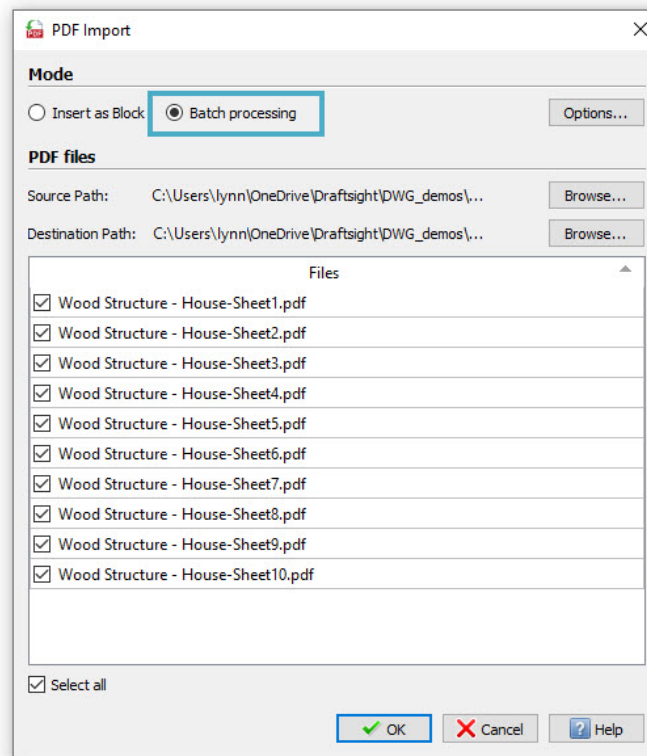 PDF Import
Mode
Insert as Block Batch processing Options...
PDF files
Source Path: C:\Users\lynn\OneDrive\Draftsight\DWG_demos\... Browse...
Destination Path: C:\Users\lynn\OneDrive\Draftsight\DWG_demos\... Browse...
Files
Wood Structure - House-Sheet1.pdf
Wood Structure - House-Sheet2.pdf
Wood Structure - House-Sheet3.pdf
Wood Structure - House-Sheet4.pdf
Wood Structure - House-Sheet5.pdf
Wood Structure - House-Sheet6.pdf
Wood Structure - House-Sheet7.pdf
Wood Structure - House-Sheet8.pdf
Wood Structure - House-Sheet9.pdf
Wood Structure - House-Sheet10.pdf
Select all
OK Cancel Help